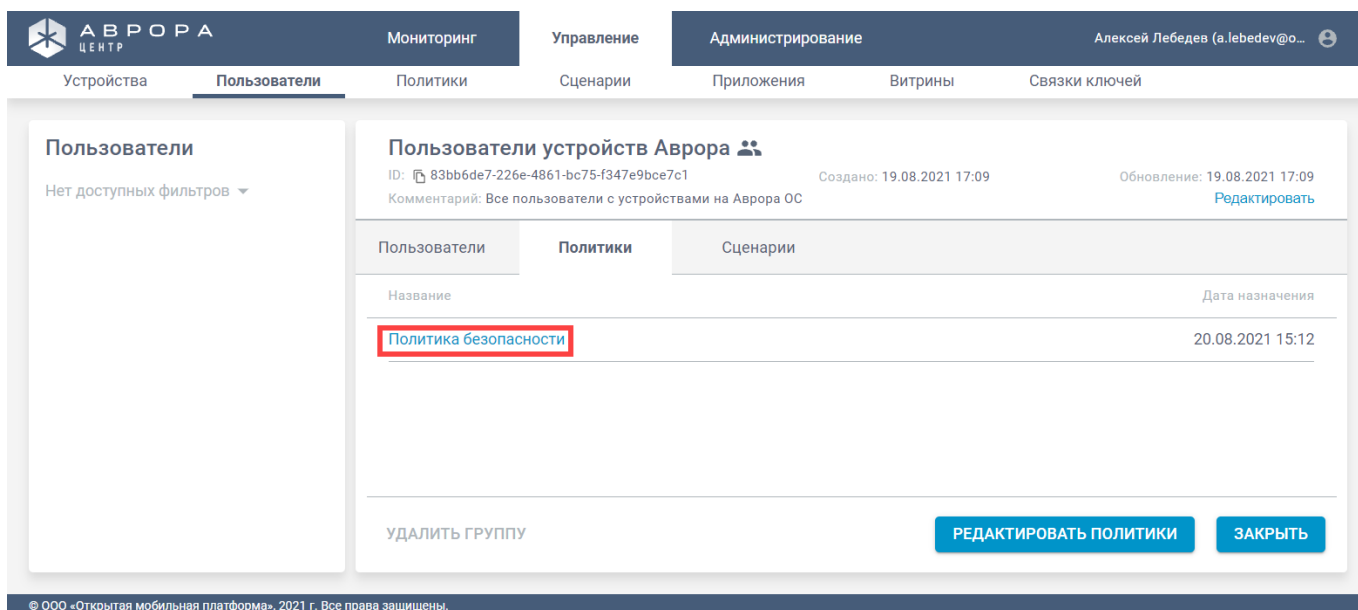 АВРОРА
ЦЕНТР
Мониторинг Управление Администрирование Алексей Лебедев (a.lebedev@o...
Устройства Пользователи Политики Сценарии Приложения Витрины Связки ключей
Пользователи
Нет доступных фильтров
Пользователи устройств Аврора
ID: 83bb6de7-226e-4861-bc75-f347e9bce7c1 Создано: 19.08.2021 17:09 Обновление: 19.08.2021 17:09
Комментарий: Все пользователи с устройствами на Аврора ОС Редактировать
Пользователи Политики Сценарии
Название Дата назначения
Политика безопасности 20.08.2021 15:12
УДАЛИТЬ ГРУППУ РЕДАКТИРОВАТЬ ПОЛИТИКИ ЗАКРЫТЬ
© ООО «Открытая мобильная платформа», 2021 г. Все права защищены.